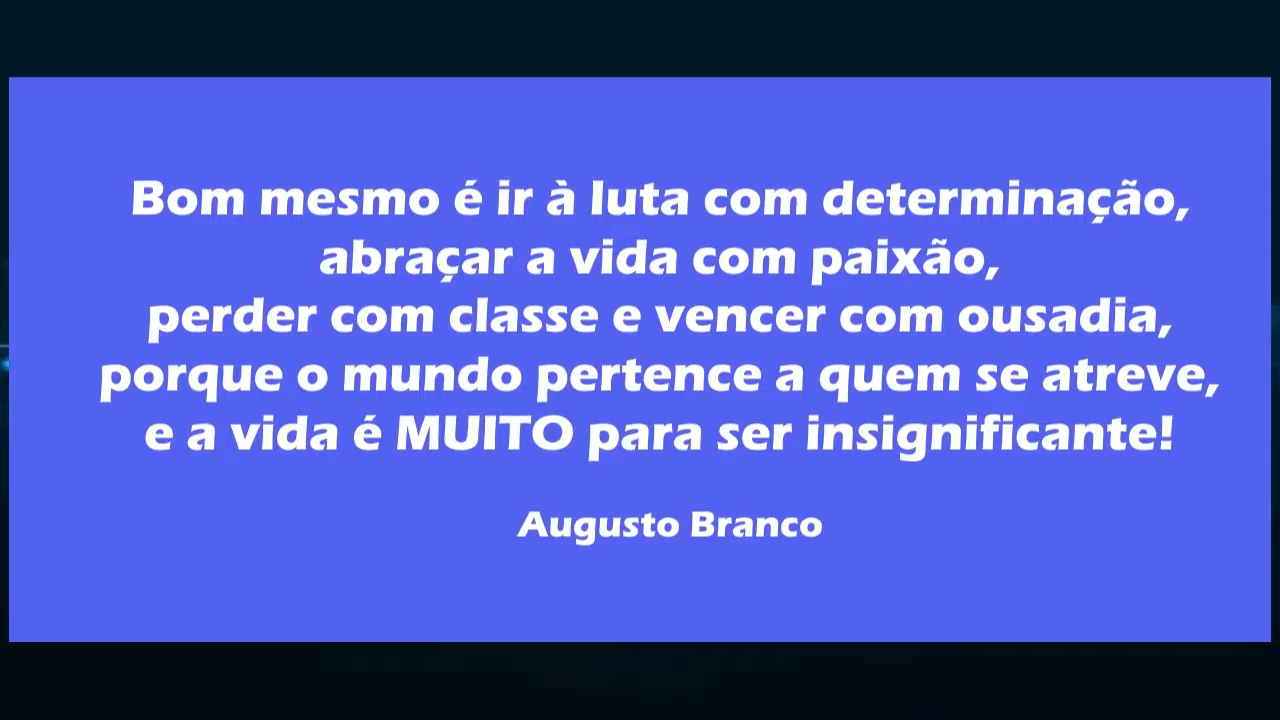 Bom mesmo é ir à luta com determinação,
abraçar a vida com paixão,
perder com classe e vencer com ousadia,
porque o mundo pertence a quem se atreve,
e a vida é MUITO para ser insignificante!
Augusto Branco